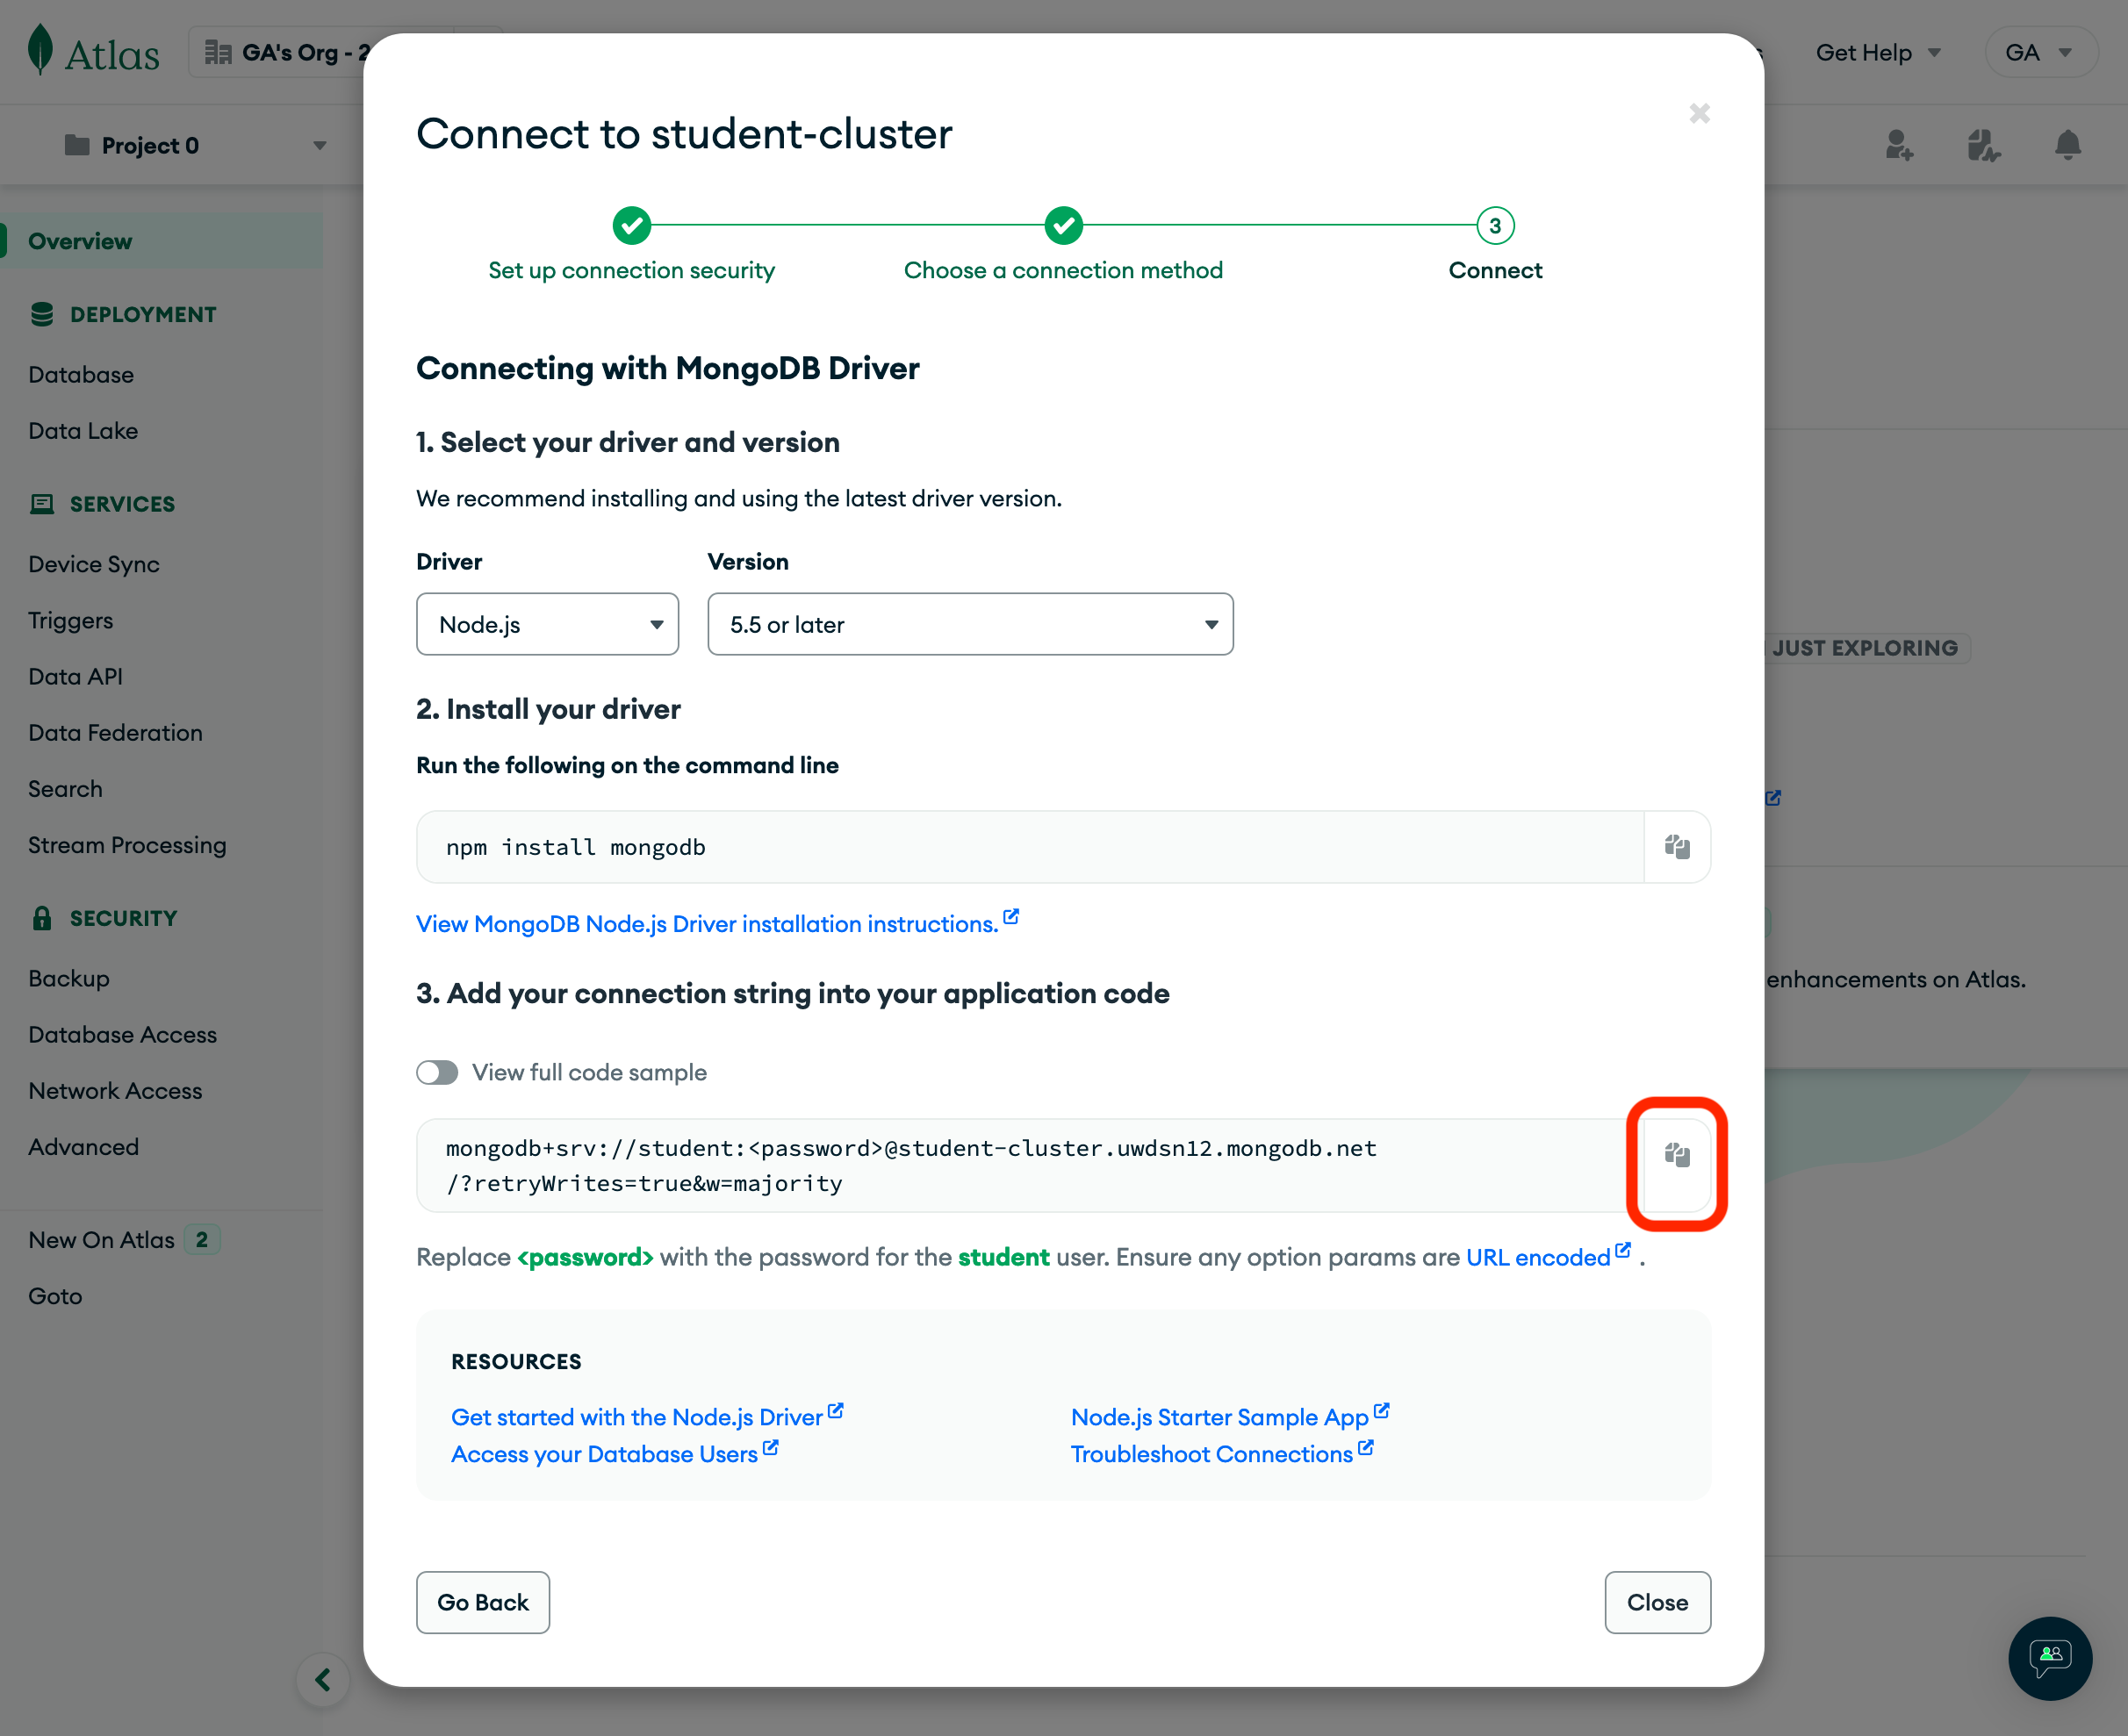 Atlas
GA's Org - 2
Get Help
GA
Project 0
Overview
DEPLOYMENT
Database
Data Lake
SERVICES
Device Sync
Triggers
Data API
Data Federation
Search
Stream Processing
SECURITY
Backup
Database Access
Network Access
Advanced
New On Atlas 2
Goto
Connect to student-cluster
Set up connection security
Choose a connection method
3
Connect
Connecting with MongoDB Driver
1. Select your driver and version
We recommend installing and using the latest driver version.
Driver
Version
Node.js
5.5 or later
2. Install your driver
Run the following on the command line
npm install mongodb
View MongoDB Node.js Driver installation instructions.
3. Add your connection string into your application code
View full code sample
mongodb+srv://student:<password>@student-cluster.uwdsn12.mongodb.net
/?retryWrites=true&w=majority
Replace <password> with the password for the student user. Ensure any option params are URL encoded .
RESOURCES
Get started with the Node.js Driver
Node.js Starter Sample App
Access your Database Users
Troubleshoot Connections
Go Back
Close
JUST EXPLORING
enhancements on Atlas.